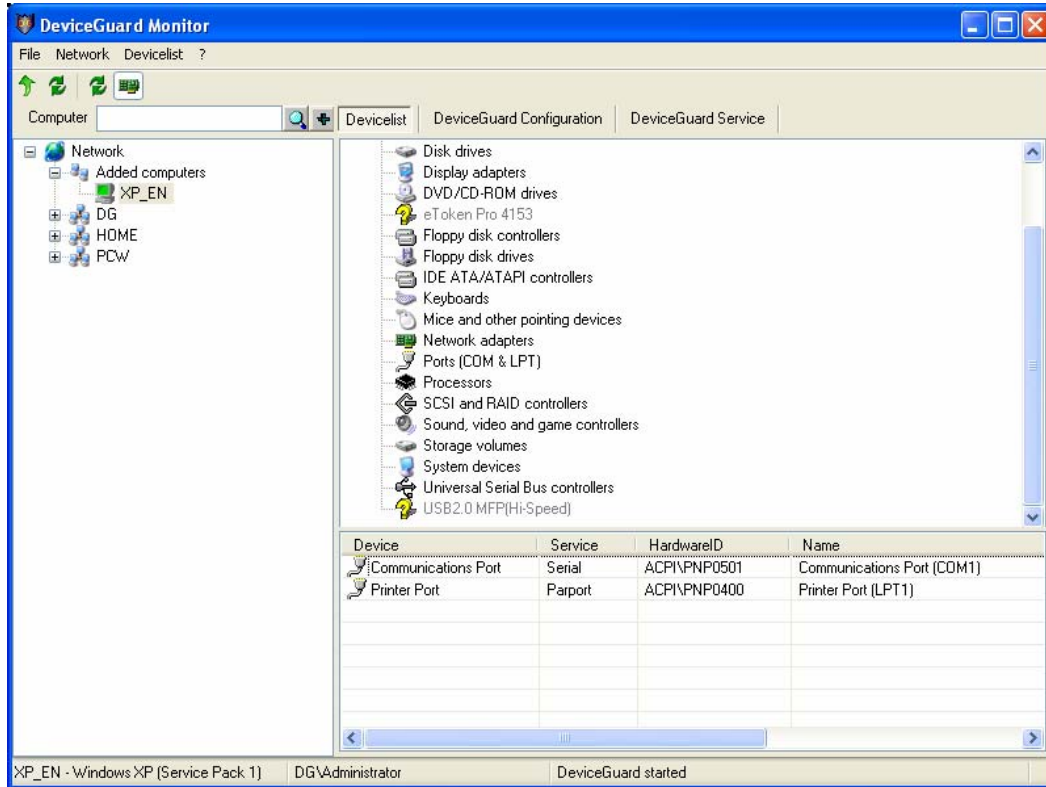 DeviceGuard Monitor
File Network Devicelist ?
Computer
Devicelist DeviceGuard Configuration DeviceGuard Service
Network
Added computers
XP_EN
DG
HOME
PCW
Disk drives
Display adapters
DVD/CD-ROM drives
eToken Pro 4153
Floppy disk controllers
Floppy disk drives
IDE ATA/ATAPI controllers
Keyboards
Mice and other pointing devices
Network adapters
Ports (COM & LPT)
Processors
SCSI and RAID controllers
Sound, video and game controllers
Storage volumes
System devices
Universal Serial Bus controllers
USB2.0 MFP(Hi-Speed)
Device Service HardwareID Name
Communications Port Serial ACPI\PNP0501 Communications Port (COM1)
Printer Port Parport ACPI\PNP0400 Printer Port (LPT1)
XP_EN - Windows XP (Service Pack 1) DG\Administrator DeviceGuard started